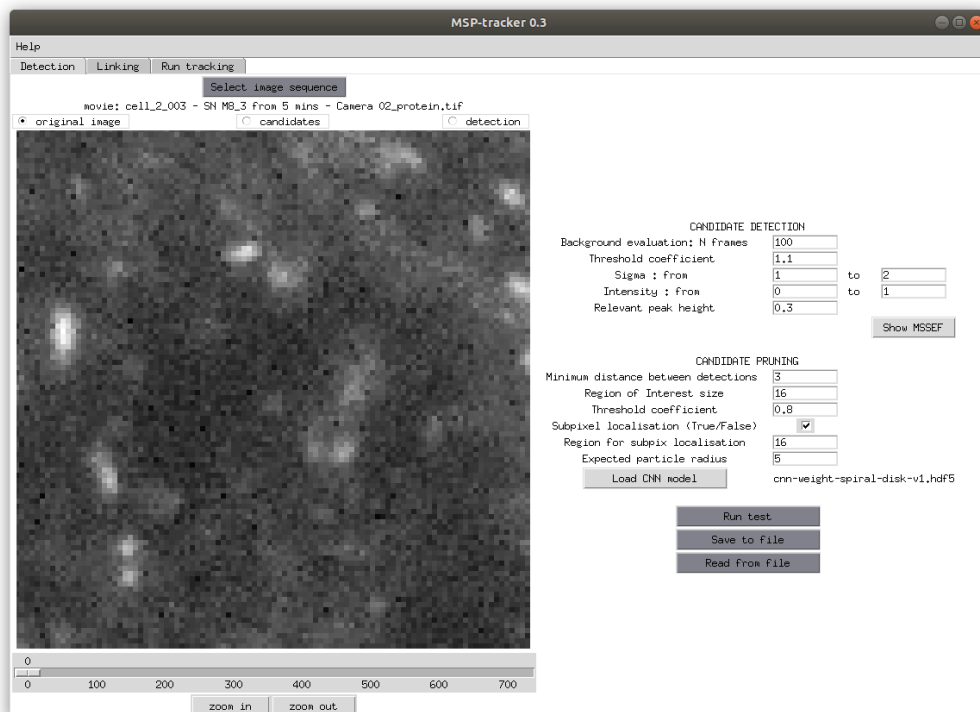 MSP-tracker 0.3
Help
Detection Linking Run tracking
Select image sequence
movie: cell_2_003 - SN M8_3 from 5 mins - Camera 02_protein.tif
original image candidates detection
CANDIDATE DETECTION
Background evaluation: N frames 100
Threshold coefficient 1.1
Sigma : from 1 to 2
Intensity : from 0 to 1
Relevant peak height 0.3
Show MSSEF
CANDIDATE PRUNING
Minimum distance between detections 3
Region of Interest size 16
Threshold coefficient 0.8
Subpixel localisation (True/False)
Region for subpix localisation 16
Expected particle radius 5
Load CNN model cnn-weight-spiral-disk-v1.hdf5
Run test
Save to file
Read from file
0
0 100 200 300 400 500 600 700
zoom in zoom out